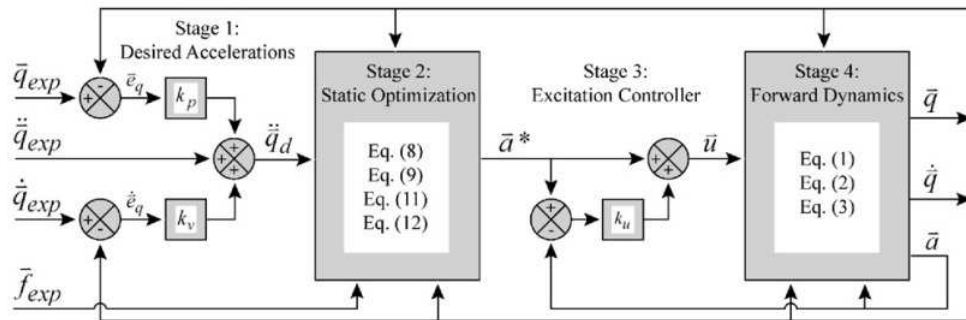 Stage 1:
Desired Accelerations
q̄exp
+
-
ēq
kp
q̈̄exp
+
+
+
q̈̄d
q̇̄exp
+
-
ė̄q
kv
f̄exp
Stage 2:
Static Optimization
Eq. (8)
Eq. (9)
Eq. (11)
Eq. (12)
ā*
Stage 3:
Excitation Controller
+
-
ku
+
+
ū
Stage 4:
Forward Dynamics
Eq. (1)
Eq. (2)
Eq. (3)
q̄
q̇̄
ā